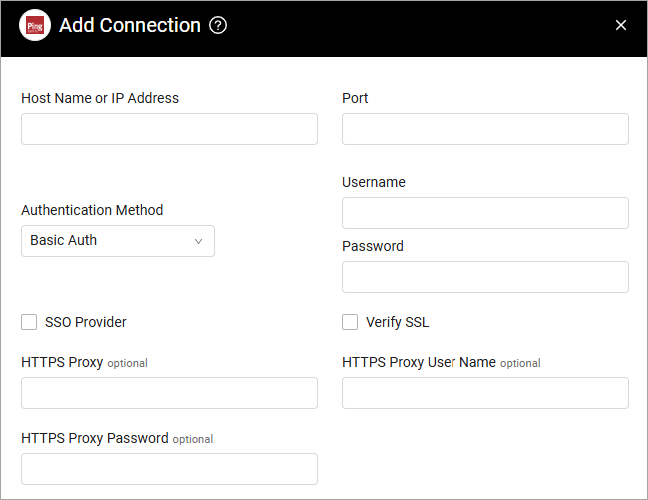 Ping
Add Connection ?
Host Name or IP Address
Port
Username
Authentication Method
Basic Auth
Password
SSO Provider
Verify SSL
HTTPS Proxy optional
HTTPS Proxy User Name optional
HTTPS Proxy Password optional